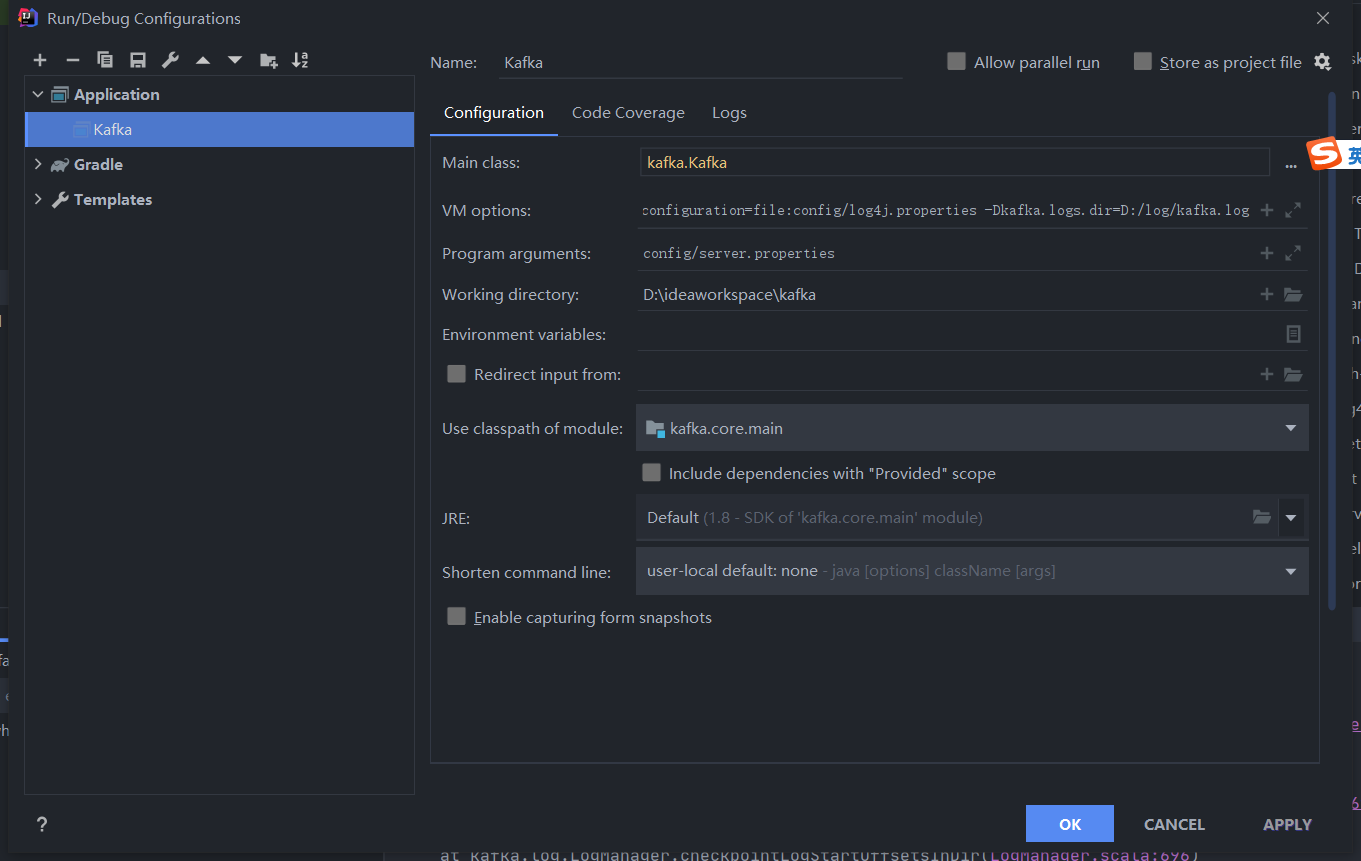 Run/Debug Configurations
Name: Kafka
Allow parallel run
Store as project file
Application
Kafka
Gradle
Templates
Configuration Code Coverage Logs
Main class: kafka.Kafka ...
VM options: configuration=file:config/log4j.properties -Dkafka.logs.dir=D:/log/kafka.log
Program arguments: config/server.properties
Working directory: D:\ideaworkspace\kafka
Environment variables:
Redirect input from:
Use classpath of module: kafka.core.main
Include dependencies with "Provided" scope
JRE: Default (1.8 - SDK of 'kafka.core.main' module)
Shorten command line: user-local default: none - java [options] className [args]
Enable capturing form snapshots
?
OK CANCEL APPLY
at kafka.log.LogManager.checkpointLogStartOffsetsInDir(LogManager.scala:696)
英